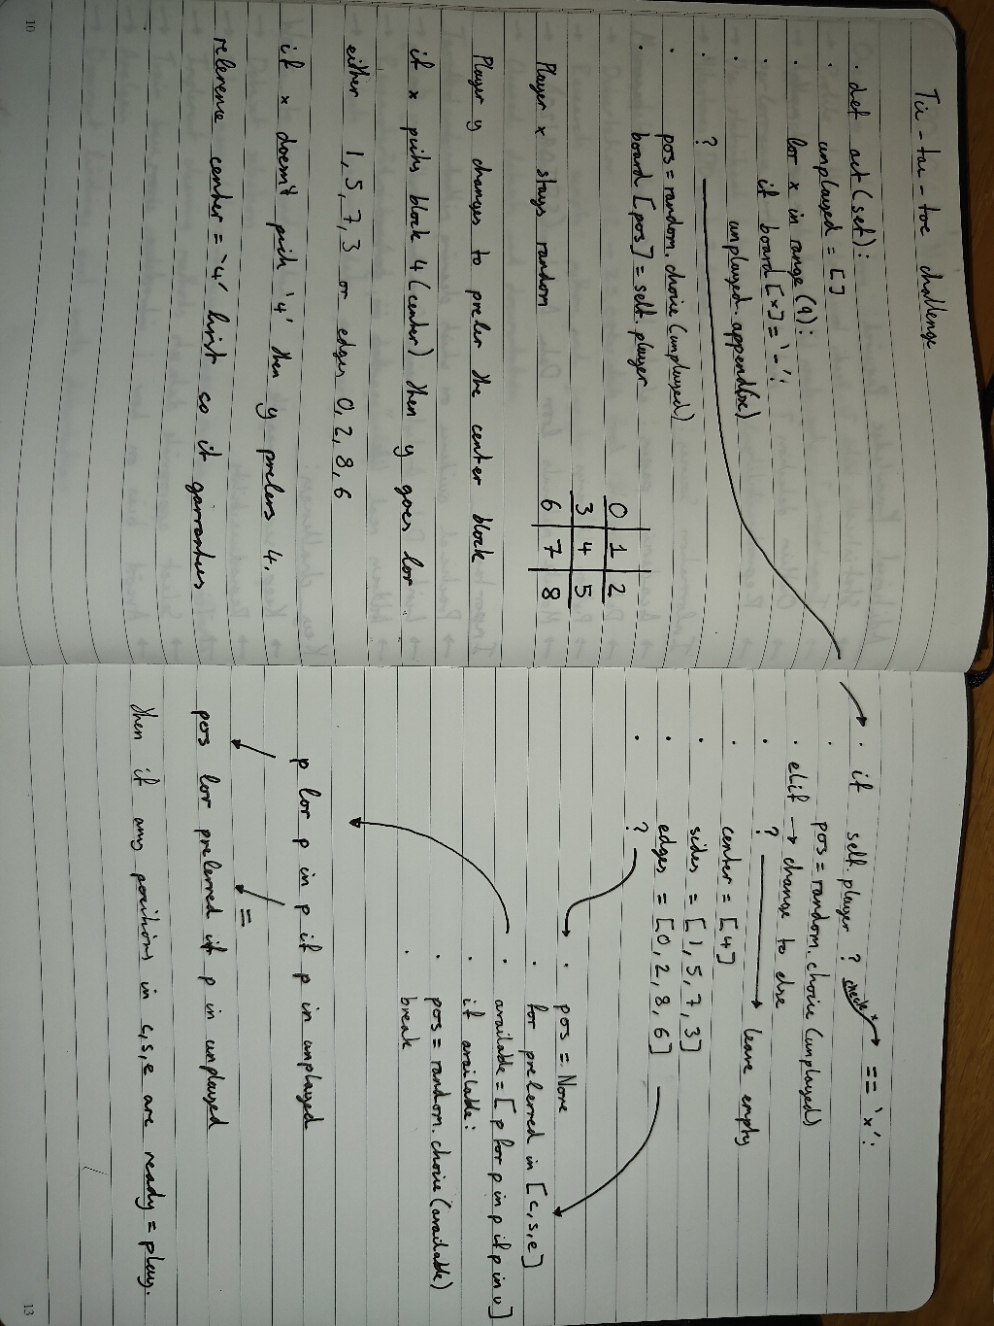 Tic-tac-toe challenge
· def act(self):
· unplayed = []
· for x in range(9):
· if board[x]='-':
· unplayed.append(x)
· ?
· pos = random.choice(unplayed)
· board[pos] = self.player
0 1 2
3 4 5
6 7 8
Player x stays random
Player y changes to prefer the center block
if x picks block 4 (center) then y goes for
either 1, 5, 7, 3 or edges 0, 2, 8, 6
if x doesn't pick '4' then y prefers 4.
reference center = '4' first so it garrantees
10
· if self.player ? check x == 'x':
· pos = random.choice(unplayed)
· elif → change to else
· ? → leave empty
· center = [4]
· sides = [1, 5, 7, 3]
· edges = [0, 2, 8, 6]
· ?
· pos = None
· for preferred in [c,s,e]
· available = [p for p in p if p in u]
· if available:
· pos = random.choice(available)
· break
p for p in p if p in unplayed
=
pos for preferred if p in unplayed
then if any positions in c,s,e are ready = play.
13